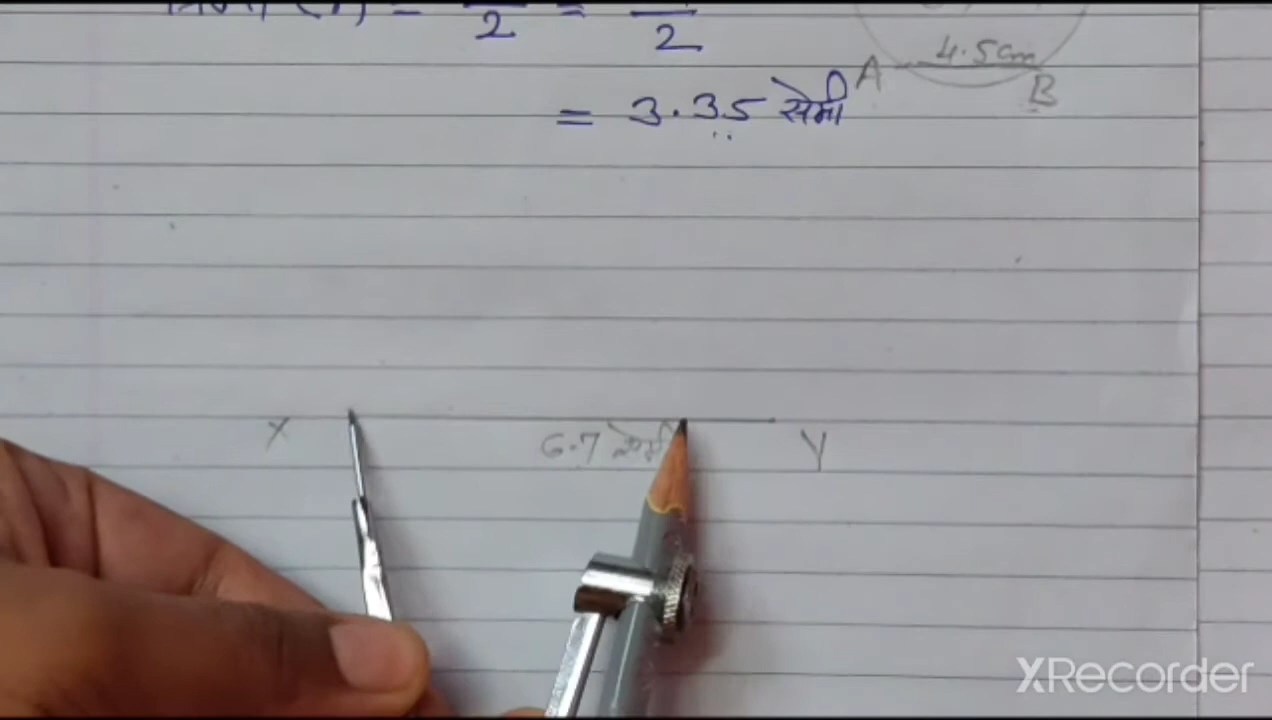 (r) = — = —
2 2
4.5cm
A B
= 3.35 सेमी
X 6.7 सेमी Y
XRecorder